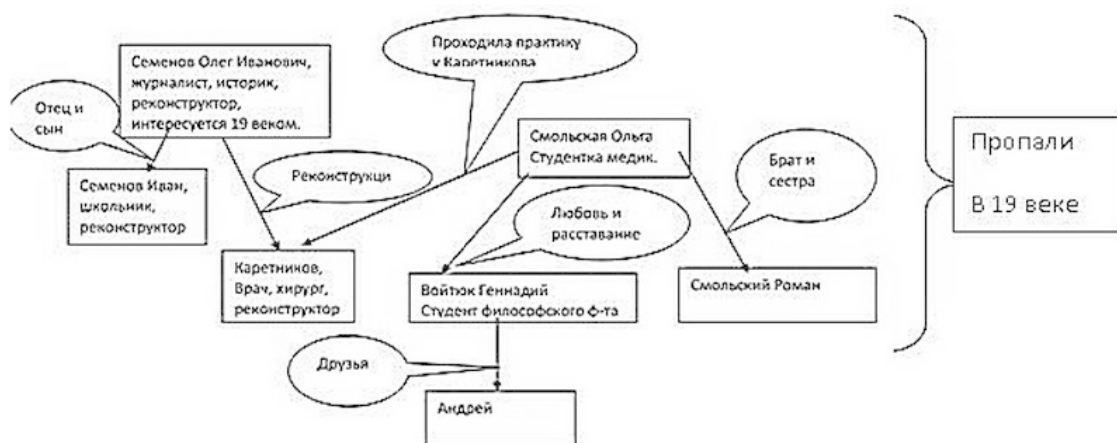 Семенов Олег Иванович,
журналист, историк,
реконструктор,
интересуется 19 веком.
Проходила практику
у Каретникова
Отец и
сын
Смольская Ольга
Студентка медик.
Брат и
сестра
Пропали
В 19 веке
Семенов Иван,
школьник,
реконструктор
Реконструкци
Любовь и
расставание
Каретников,
Врач, хирург,
реконструктор
Войтюк Геннадий
Студент философского ф-та
Смольский Роман
Друзья
Андрей